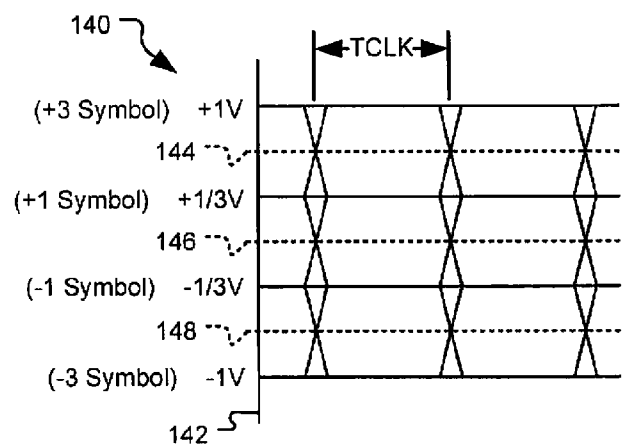 140
TCLK
(+3 Symbol) +1V
144
(+1 Symbol) +1/3V
146
(-1 Symbol) -1/3V
148
(-3 Symbol) -1V
142